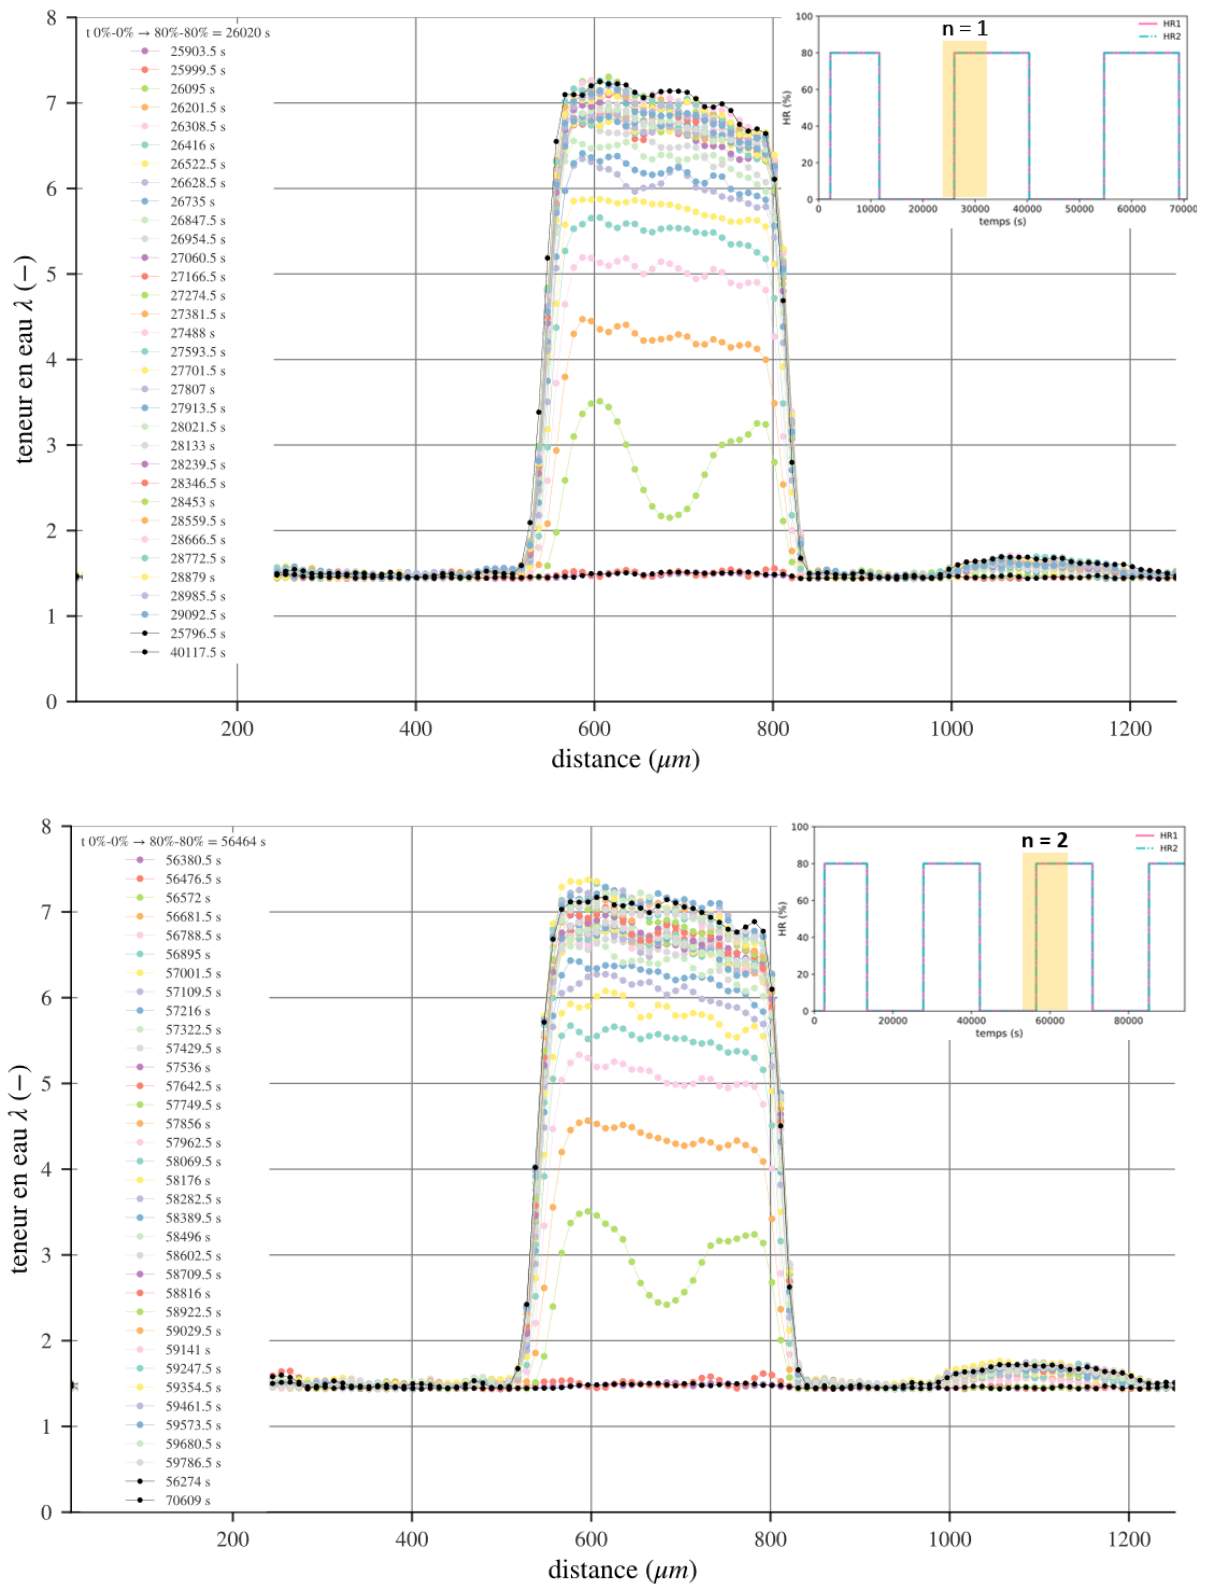 t 0%-0% → 80%-80% = 26020 s
25903.5 s
25999.5 s
26095 s
26201.5 s
26308.5 s
26416 s
26522.5 s
26628.5 s
26735 s
26847.5 s
26954.5 s
27060.5 s
27166.5 s
27274.5 s
27381.5 s
27488 s
27593.5 s
27701.5 s
27807 s
27913.5 s
28021.5 s
28133 s
28239.5 s
28346.5 s
28453 s
28559.5 s
28666.5 s
28772.5 s
28879 s
28985.5 s
29092.5 s
25796.5 s
40117.5 s
8
7
6
5
4
3
2
1
0
teneur en eau λ (−)
200 400 600 800 1000 1200
distance (μm)
n = 1
HR1
HR2
100
80
60
40
20
0
HR (%)
0 10000 20000 30000 40000 50000 60000 70000
temps (s)
t 0%-0% → 80%-80% = 56464 s
56380.5 s
56476.5 s
56572 s
56681.5 s
56788.5 s
56895 s
57001.5 s
57109.5 s
57216 s
57322.5 s
57429.5 s
57536 s
57642.5 s
57749.5 s
57856 s
57962.5 s
58069.5 s
58176 s
58282.5 s
58389.5 s
58496 s
58602.5 s
58709.5 s
58816 s
58922.5 s
59029.5 s
59141 s
59247.5 s
59354.5 s
59461.5 s
59573.5 s
59680.5 s
59786.5 s
56274 s
70609 s
8
7
6
5
4
3
2
1
0
teneur en eau λ (−)
200 400 600 800 1000 1200
distance (μm)
n = 2
HR1
HR2
100
80
60
40
20
0
HR (%)
0 20000 40000 60000 80000
temps (s)